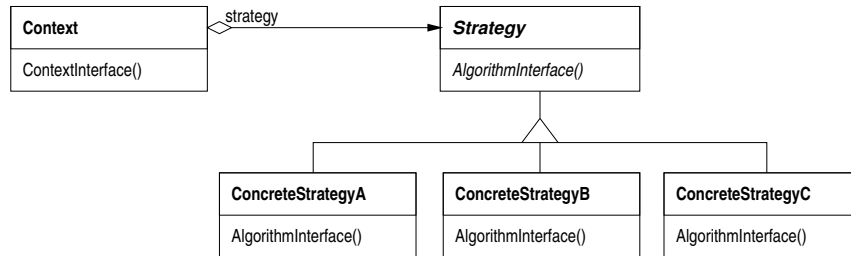 strategy
Context
Strategy
ContextInterface()
AlgorithmInterface()
ConcreteStrategyA
ConcreteStrategyB
ConcreteStrategyC
AlgorithmInterface()
AlgorithmInterface()
AlgorithmInterface()